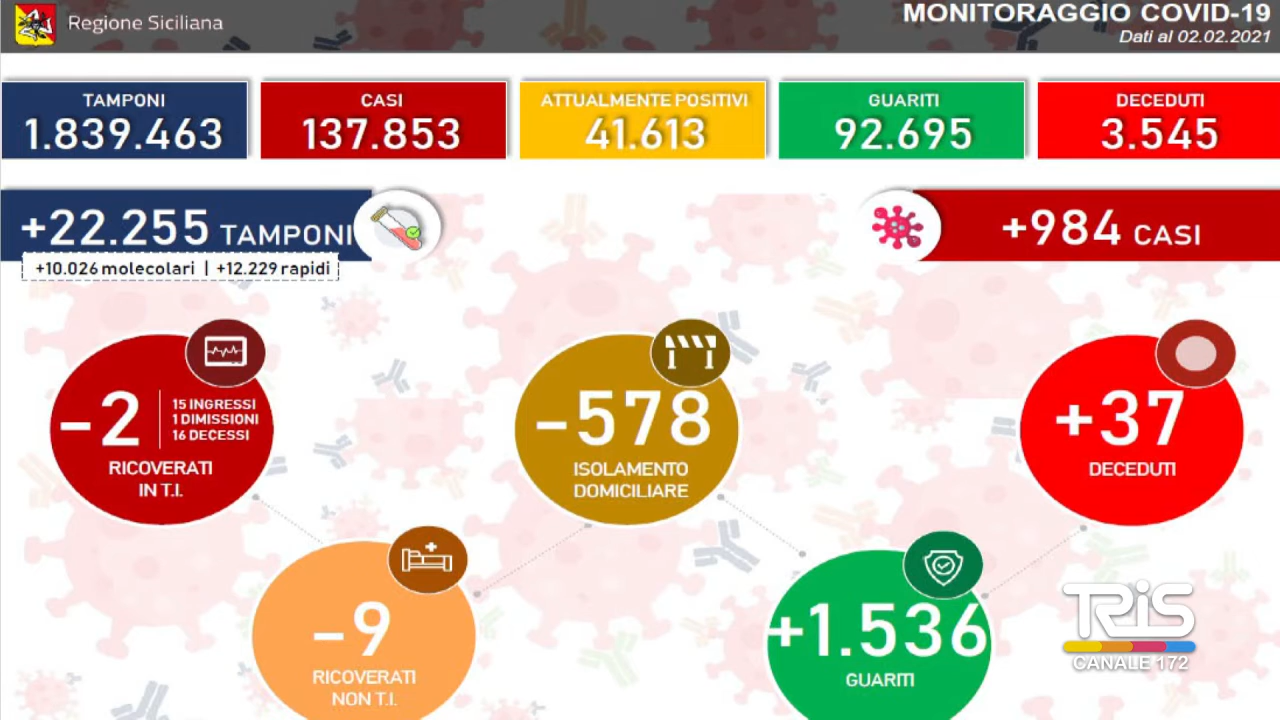 Regione Siciliana
MONITORAGGIO COVID-19
Dati al 02.02.2021
TAMPONI
1.839.463
CASI
137.853
ATTUALMENTE POSITIVI
41.613
GUARITI
92.695
DECEDUTI
3.545
+22.255 TAMPONI
+10.026 molecolari | +12.229 rapidi
+984 CASI
-2
15 INGRESSI
1 DIMISSIONI
16 DECESSI
RICOVERATI
IN T.I.
-578
ISOLAMENTO
DOMICILIARE
+37
DECEDUTI
-9
RICOVERATI
NON T.I.
+1.536
GUARITI
TRIS
CANALE 172